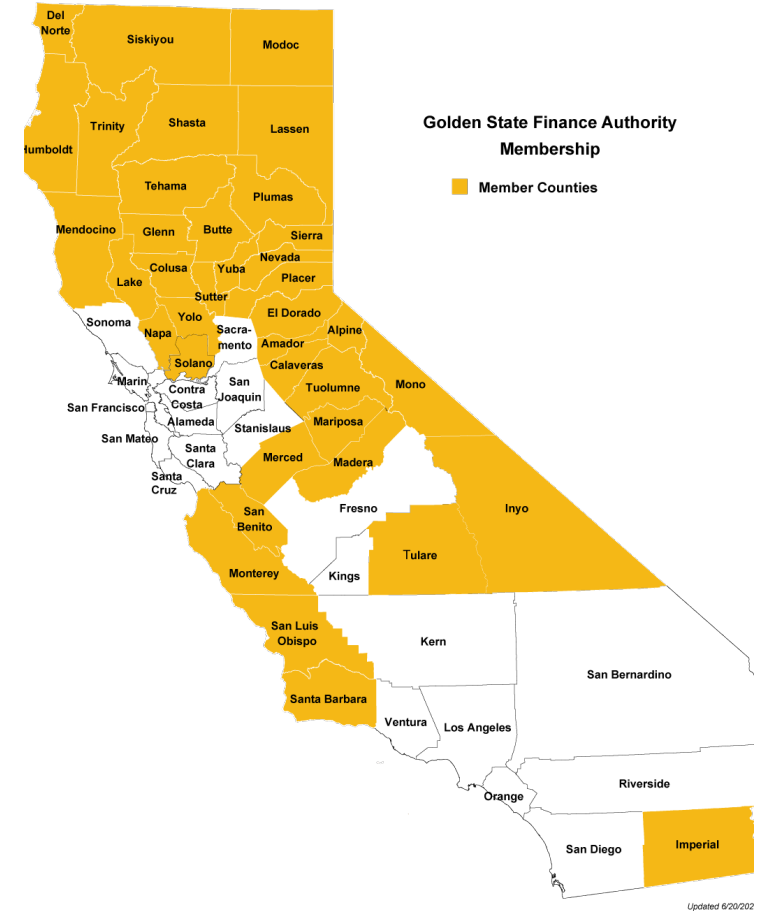 Del
Norte
Siskiyou
Modoc
Trinity
Shasta
Lassen
Humboldt
Golden State Finance Authority
Membership
Member Counties
Tehama
Plumas
Mendocino
Glenn
Butte
Sierra
Nevada
Colusa
Yuba
Placer
Lake
Sutter
El Dorado
Sonoma
Yolo
Napa
Sacra-
mento
Alpine
Amador
Solano
Calaveras
Marin
Contra
Costa
San
Joaquin
Tuolumne
Mono
San Francisco
Alameda
Stanislaus
Mariposa
San Mateo
Santa
Clara
Merced
Madera
Santa
Cruz
Fresno
Inyo
San
Benito
Tulare
Monterey
Kings
San Luis
Obispo
Kern
San Bernardino
Santa Barbara
Ventura
Los Angeles
Riverside
Orange
San Diego
Imperial
Updated 6/20/202